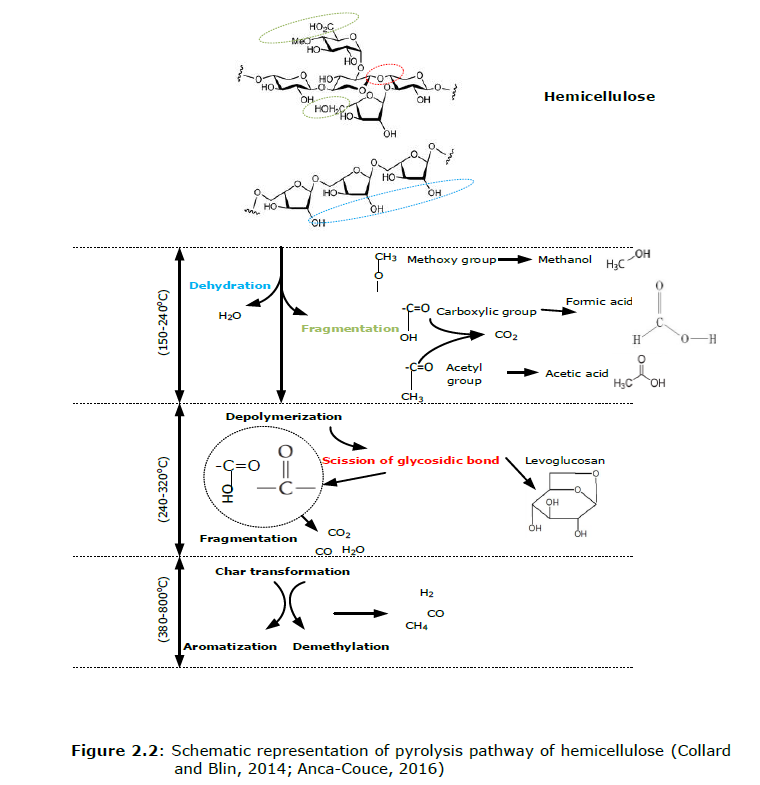 HO₂C
O
MeO
HO
HO
O
O
HO
OH
O
HO
O
O
O
O
OH
O
HOH₂C
O
HO
OH
Hemicellulose
O
HO
O
OH
O
HO
O
OH
O
HO
O
OH
(150-240°C)
Dehydration
H₂O
Fragmentation
CH₃
O
Methoxy group
Methanol
H₃C
OH
-C=O
OH
Carboxylic group
Formic acid
O
C
H
O—H
CO₂
-C=O
CH₃
Acetyl
group
Acetic acid
O
H₃C
OH
(240-320°C)
Depolymerization
-C=O
HO
O
—C—
Scission of glycosidic bond
Levoglucosan
O
O
OH
OH
OH
Fragmentation
CO₂
CO H₂O
(380-800°C)
Char transformation
H₂
CO
CH₄
Aromatization
Demethylation
Figure 2.2: Schematic representation of pyrolysis pathway of hemicellulose (Collard
and Blin, 2014; Anca-Couce, 2016)